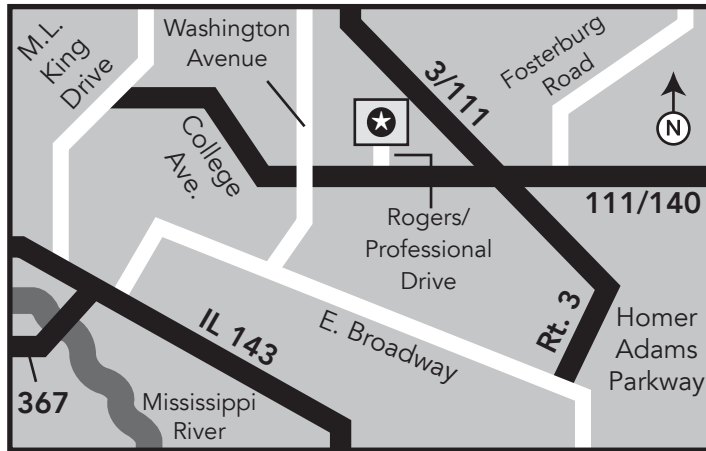 M.L.
King
Drive
Washington
Avenue
3/111
Fosterburg
Road
N
College
Ave.
111/140
Rogers/
Professional
Drive
Rt. 3
Homer
Adams
Parkway
IL 143
E. Broadway
367
Mississippi
River